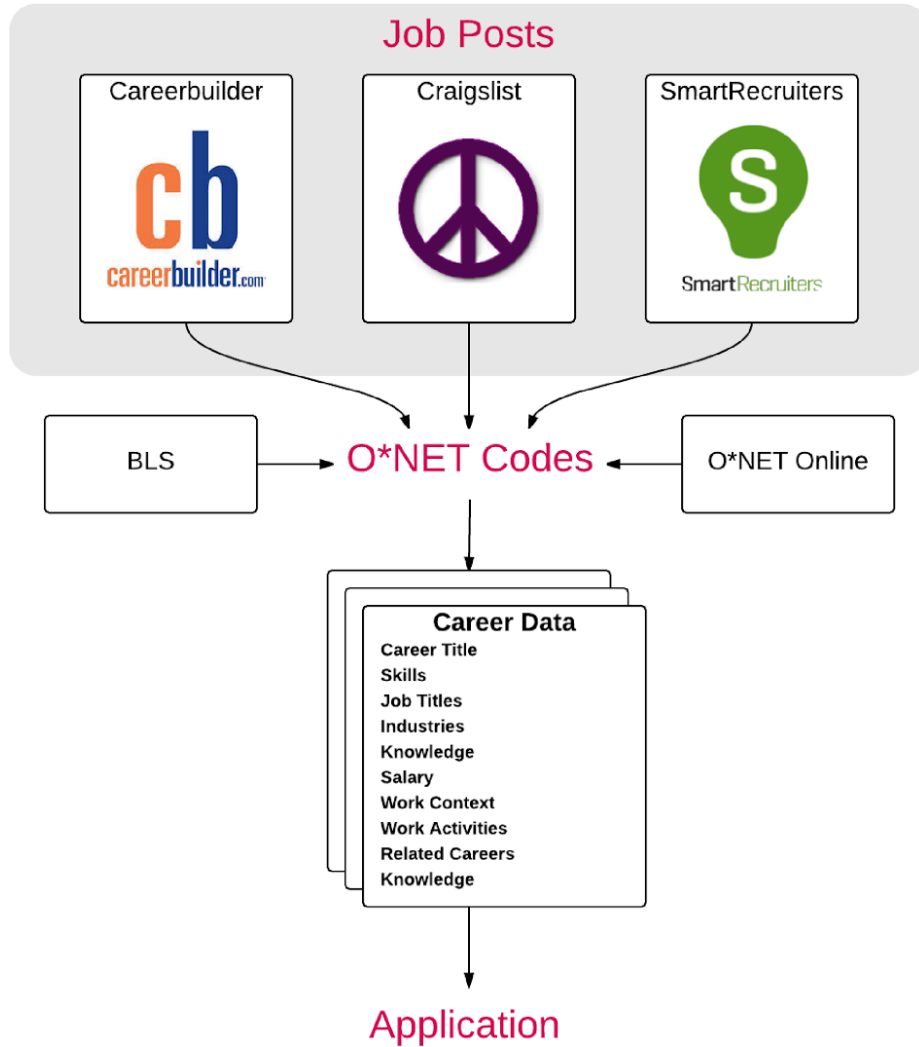 Job Posts
Careerbuilder
Craigslist
SmartRecruiters
cb
careerbuilder.com
S
SmartRecruiters
BLS
O*NET Codes
O*NET Online
Career Data
Career Title
Skills
Job Titles
Industries
Knowledge
Salary
Work Context
Work Activities
Related Careers
Knowledge
Application